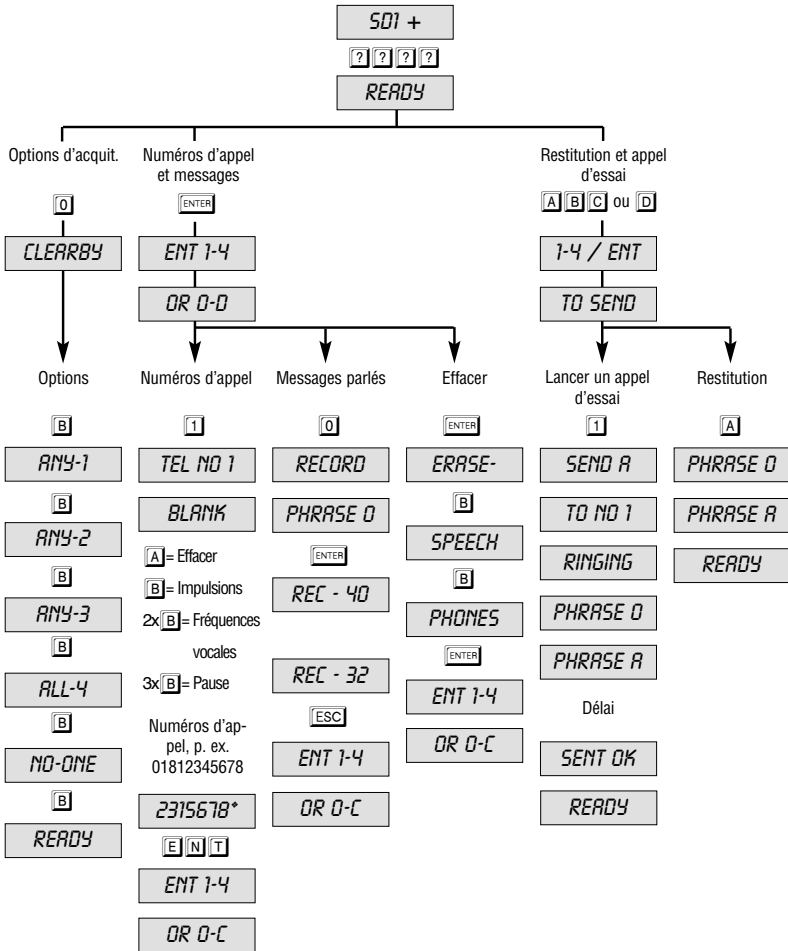 SD1 +
? ? ? ?
READY
Options d'acquit.
0
CLEARBY
Options
B
ANY-1
B
ANY-2
B
ANY-3
B
ALL-4
B
NO-ONE
B
READY
Numéros d'appel
et messages
ENTER
ENT 1-4
OR 0-D
Numéros d'appel
1
TEL NO 1
BLANK
A = Effacer
B = Impulsions
2x B = Fréquences
vocales
3x B = Pause
Numéros d'ap-
pel, p. ex.
01812345678
2315678*
E N T
ENT 1-4
OR 0-C
Messages parlés
0
RECORD
PHRASE 0
ENTER
REC - 40
REC - 32
ESC
ENT 1-4
OR 0-C
Effacer
ENTER
ERASE-
B
SPEECH
B
PHONES
ENTER
ENT 1-4
OR 0-C
Restitution et appel
d'essai
A B C ou D
1-4 / ENT
TO SEND
Lancer un appel
d'essai
1
SEND A
TO NO 1
RINGING
PHRASE 0
PHRASE A
Délai
SENT OK
READY
Restitution
A
PHRASE 0
PHRASE A
READY